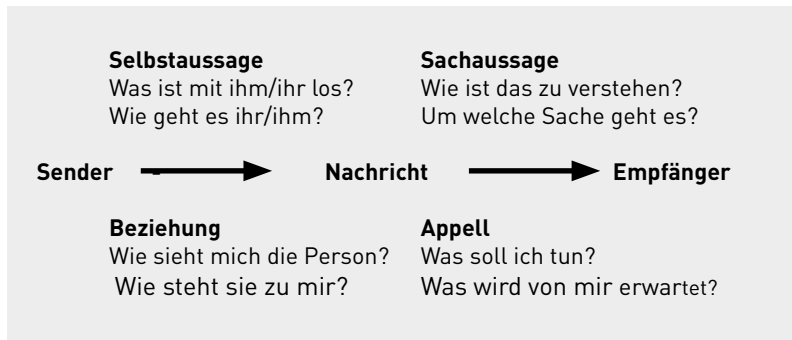 Selbstaussage
Was ist mit ihm/ihr los?
Wie geht es ihr/ihm?
Sachaussage
Wie ist das zu verstehen?
Um welche Sache geht es?
Sender
Nachricht
Empfänger
Beziehung
Wie sieht mich die Person?
Wie steht sie zu mir?
Appell
Was soll ich tun?
Was wird von mir erwartet?